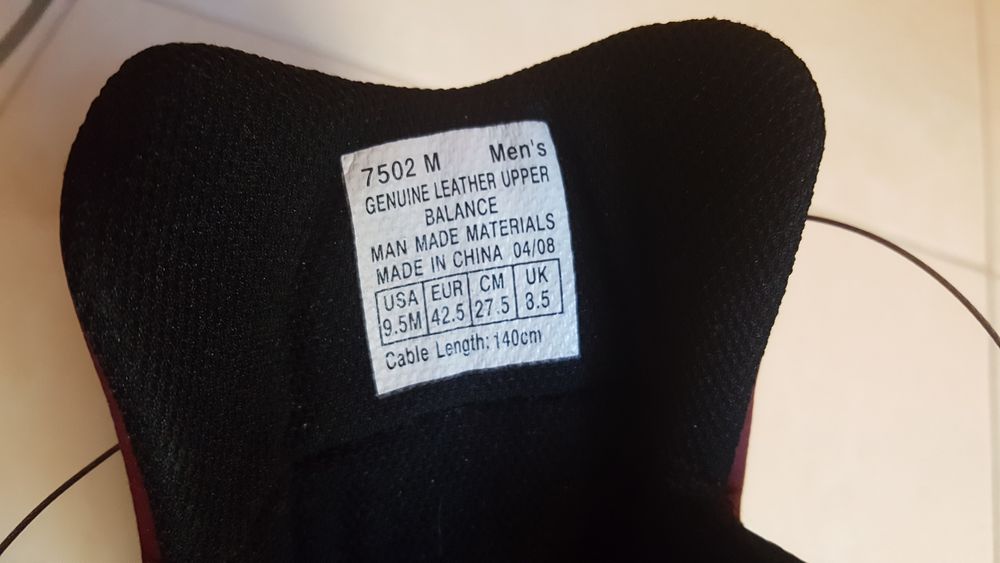 7502 M Men's
GENUINE LEATHER UPPER
BALANCE
MAN MADE MATERIALS
MADE IN CHINA 04/08
USA EUR CM UK
9.5M 42.5 27.5 3.5
Cable Length: 140cm